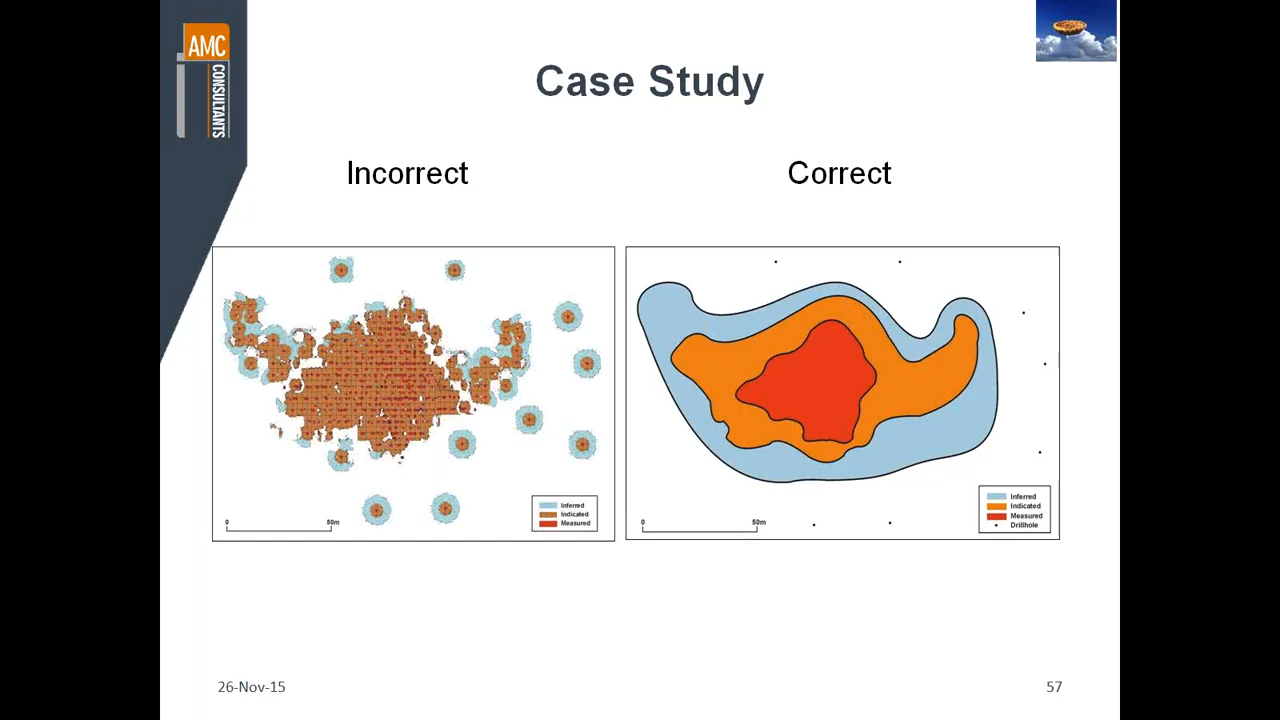 AMC
CONSULTANTS
Case Study
Incorrect
Correct
0
50m
Inferred
Indicated
Measured
0
50m
Inferred
Indicated
Measured
Drillhole
26-Nov-15
57